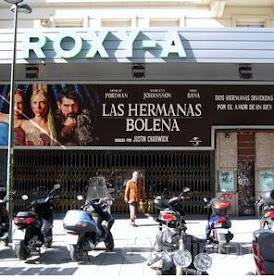 ROXY-A
NATALIE SCARLETT ERIC
PORTMAN JOHANSSON BANA
LAS HERMANAS
BOLENA
DIRIGIDA POR JUSTIN CHADWICK
DOS HERMANAS DIVIDIDAS
POR EL AMOR DE UN REY